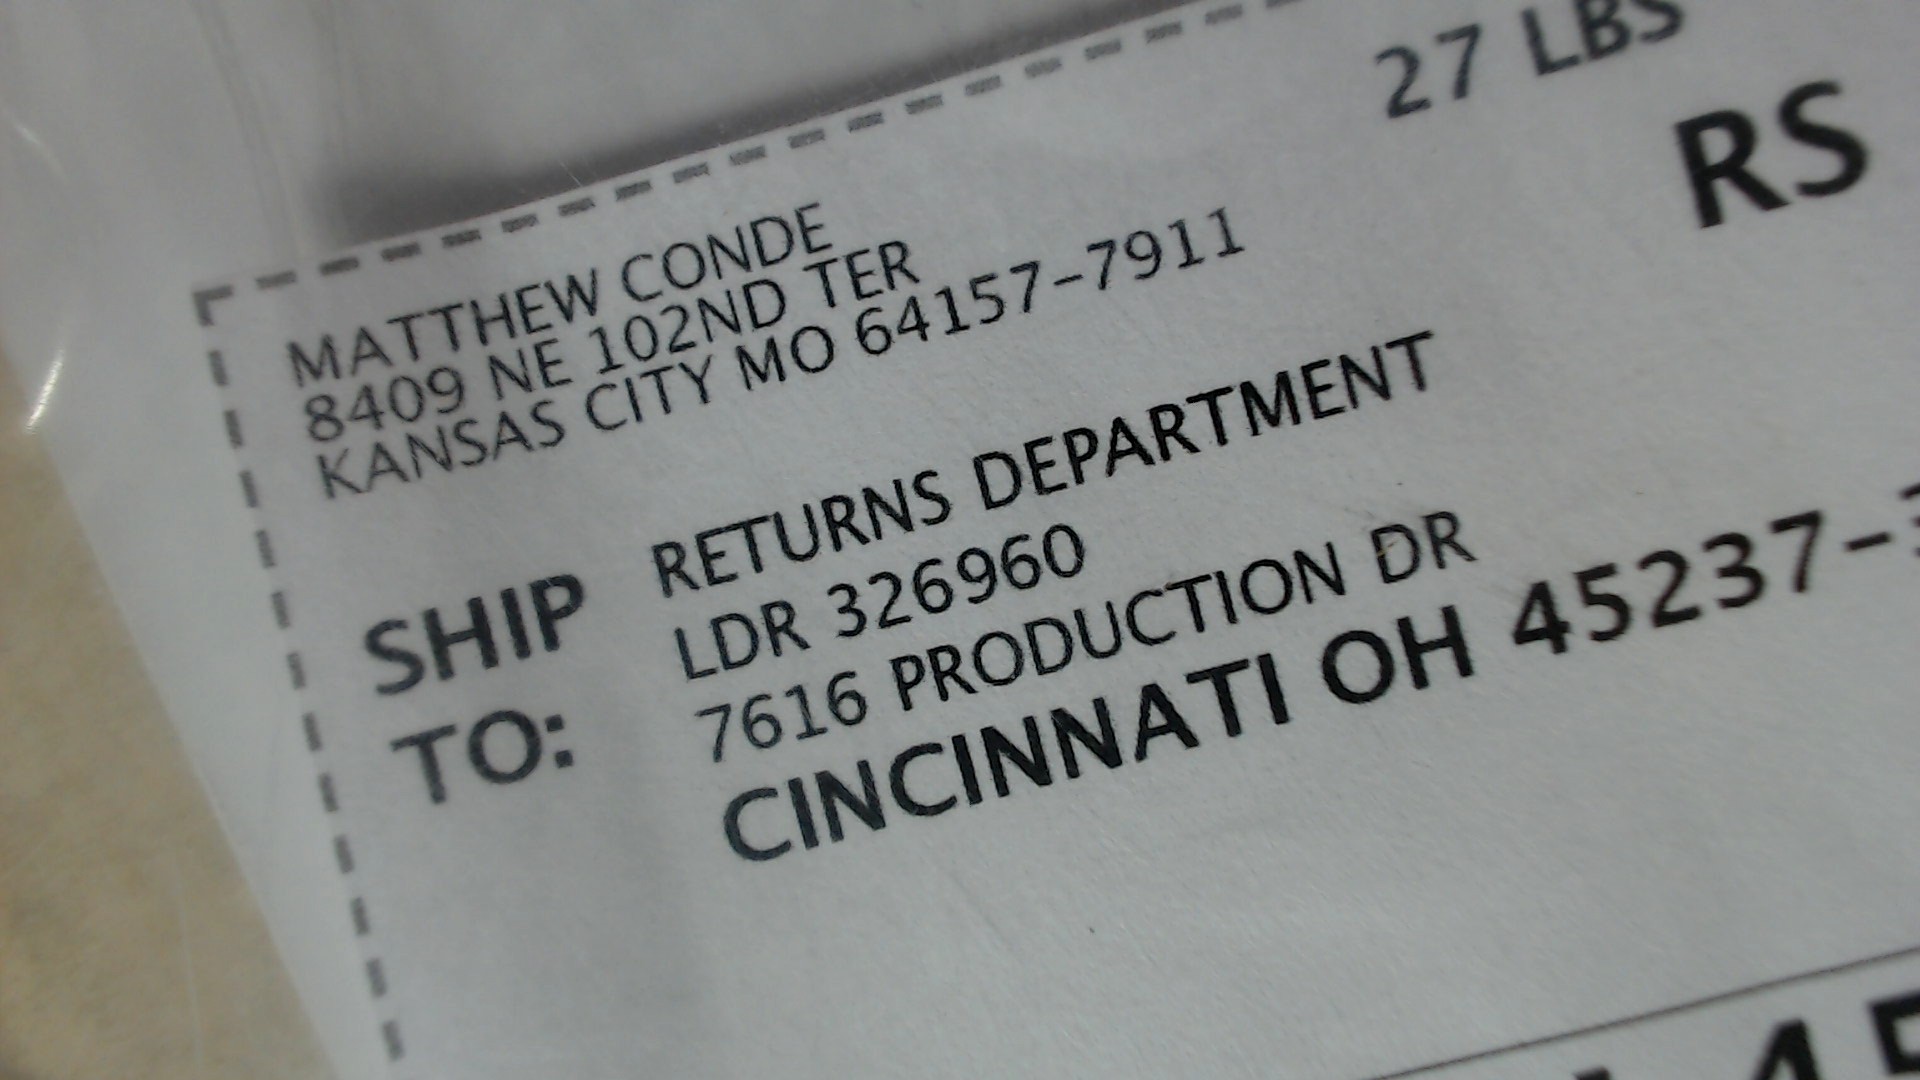 27 LBS
RS
MATTHEW CONDE
8409 NE 102ND TER
KANSAS CITY MO 64157-7911
SHIP
TO:
RETURNS DEPARTMENT
LDR 326960
7616 PRODUCTION DR
CINCINNATI OH 45237-